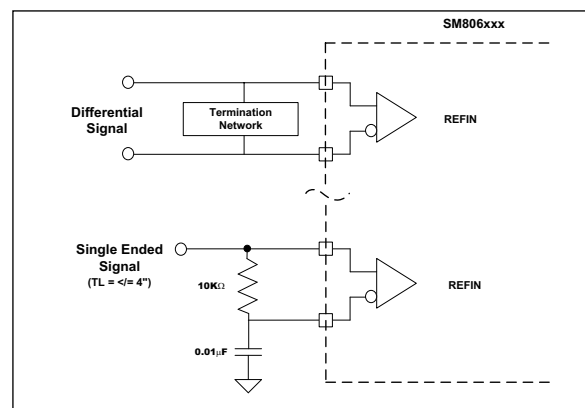 SM806xxx
Differential
Signal
Termination
Network
REFIN
Single Ended
Signal
(TL = </= 4")
10KΩ
REFIN
0.01µF